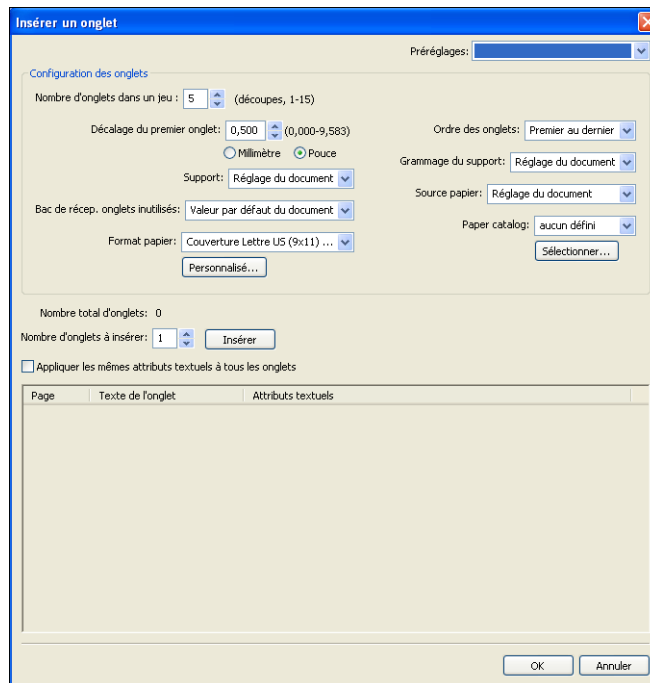 Insérer un onglet
Préréglages:
Configuration des onglets
Nombre d'onglets dans un jeu : 5 (découpes, 1-15)
Décalage du premier onglet: 0,500 (0,000-9,583) Ordre des onglets: Premier au dernier
Millimètre Pouce
Grammage du support: Réglage du document
Support: Réglage du document
Source papier: Réglage du document
Bac de récep. onglets inutilisés: Valeur par défaut du document
Paper catalog: aucun défini
Format papier: Couverture Lettre US (9x11) ...
Sélectionner...
Personnalisé...
Nombre total d'onglets: 0
Nombre d'onglets à insérer: 1 Insérer
Appliquer les mêmes attributs textuels à tous les onglets
Page Texte de l'onglet Attributs textuels
OK Annuler